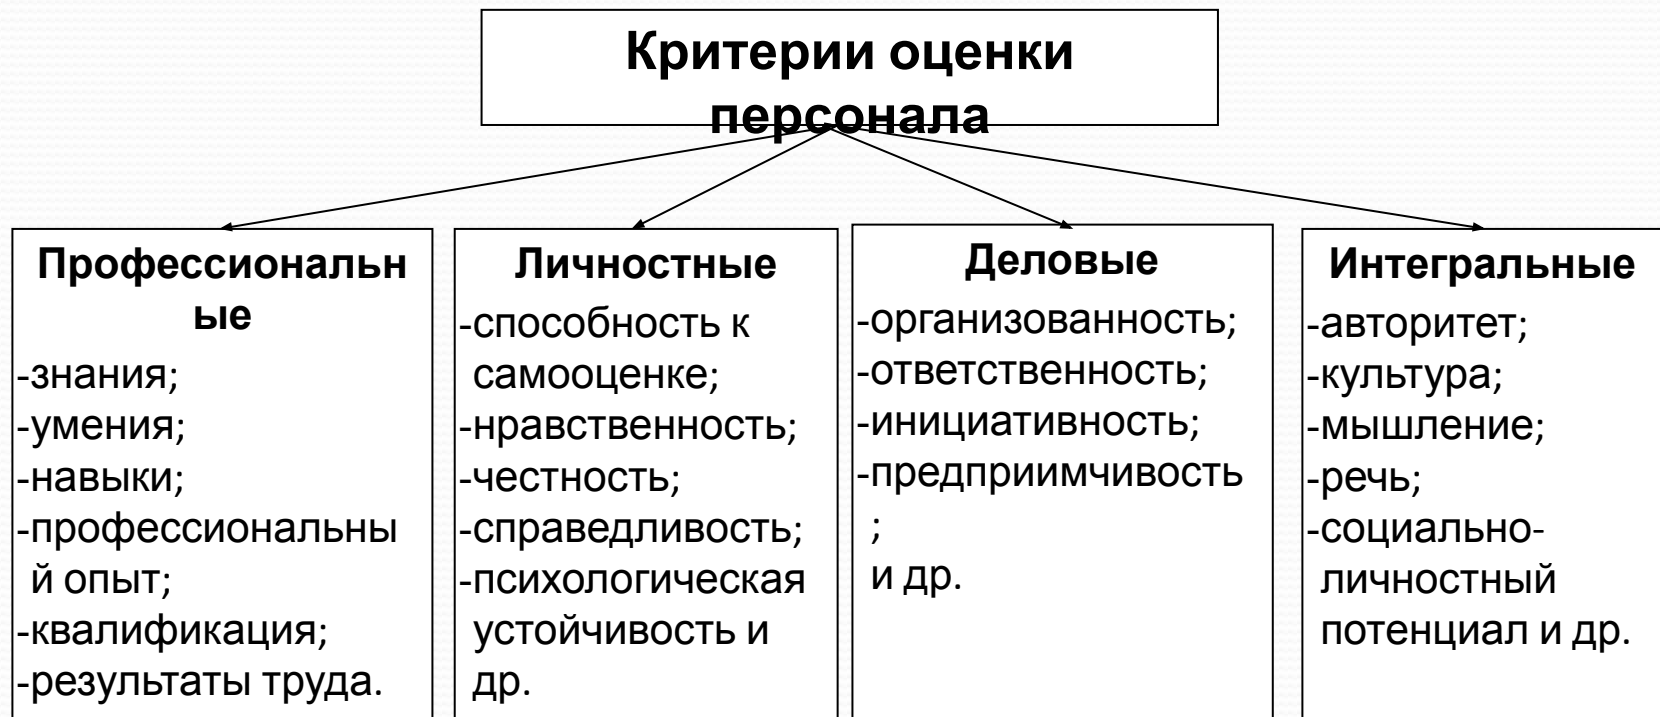 Критерии оценки
персонала
Профессиональн
ые
-знания;
-умения;
-навыки;
-профессиональны
й опыт;
-квалификация;
-результаты труда.
Личностные
-способность к
самооценке;
-нравственность;
-честность;
-справедливость;
-психологическая
устойчивость и
др.
Деловые
-организованность;
-ответственность;
-инициативность;
-предприимчивость
;
и др.
Интегральные
-авторитет;
-культура;
-мышление;
-речь;
-социально-
личностный
потенциал и др.